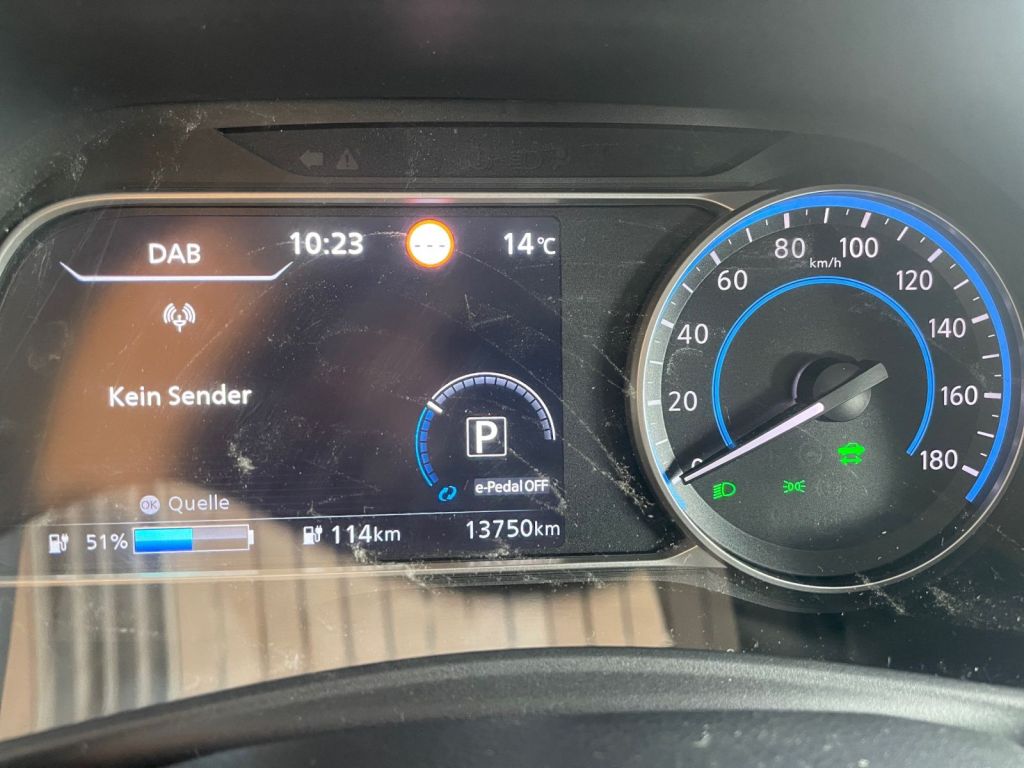 DAB
10:23
---
14°C
Kein Sender
P
e-Pedal OFF
OK Quelle
51%
114km
13750km
0
20
40
60
80
100
120
140
160
180
km/h